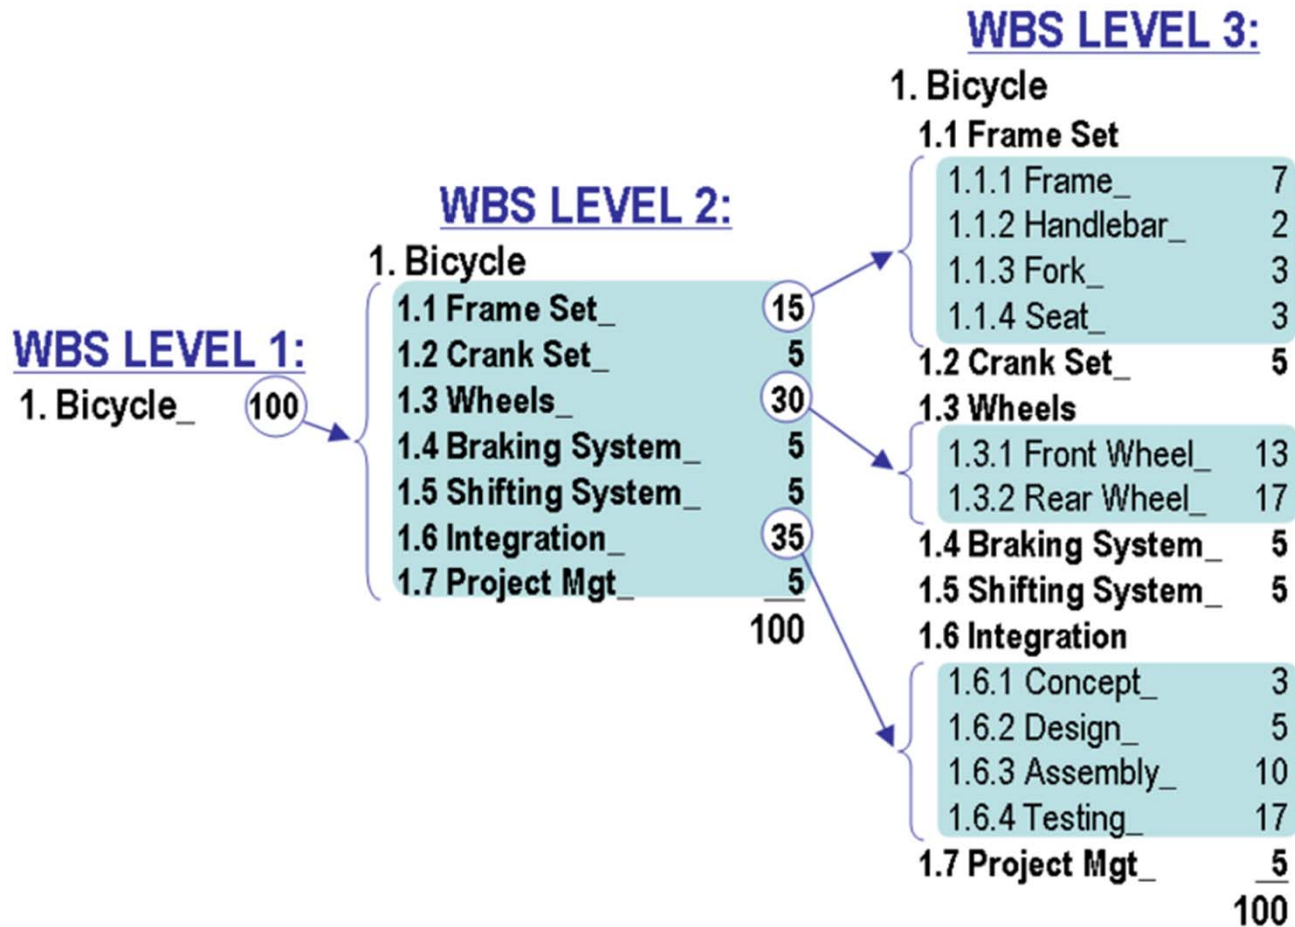 WBS LEVEL 1:
1. Bicycle_ 100
WBS LEVEL 2:
1. Bicycle
1.1 Frame Set_ 15
1.2 Crank Set_ 5
1.3 Wheels_ 30
1.4 Braking System_ 5
1.5 Shifting System_ 5
1.6 Integration_ 35
1.7 Project Mgt_ 5
100
WBS LEVEL 3:
1. Bicycle
1.1 Frame Set
1.1.1 Frame_ 7
1.1.2 Handlebar_ 2
1.1.3 Fork_ 3
1.1.4 Seat_ 3
1.2 Crank Set_ 5
1.3 Wheels
1.3.1 Front Wheel_ 13
1.3.2 Rear Wheel_ 17
1.4 Braking System_ 5
1.5 Shifting System_ 5
1.6 Integration
1.6.1 Concept_ 3
1.6.2 Design_ 5
1.6.3 Assembly_ 10
1.6.4 Testing_ 17
1.7 Project Mgt_ 5
100